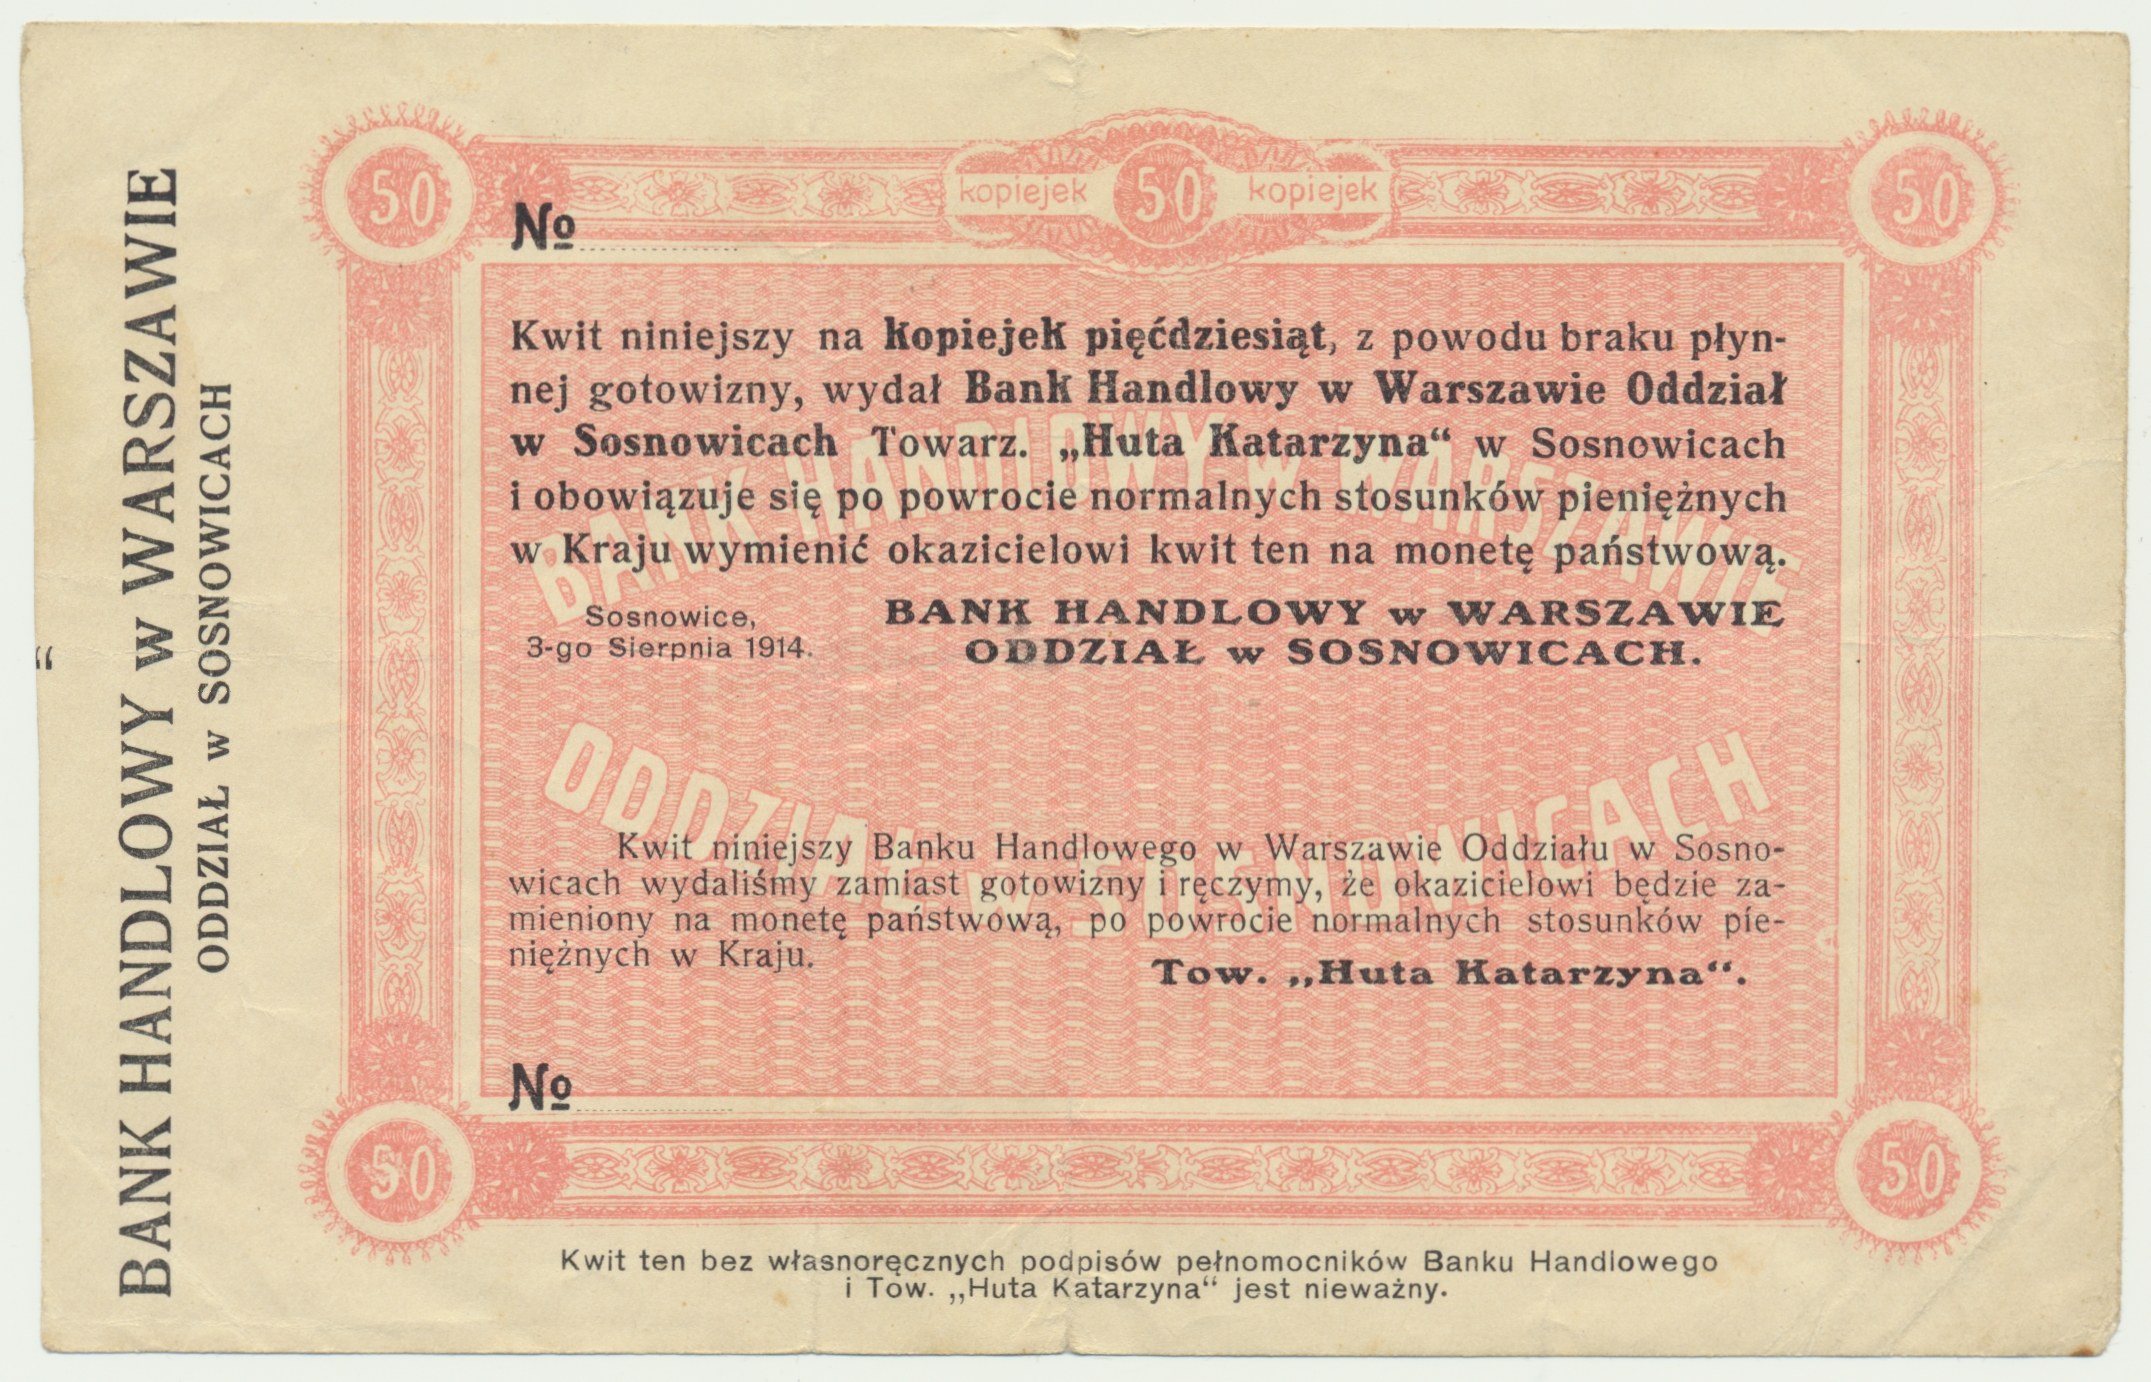 BANK HANDLOWY w WARSZAWIE
ODDZIAŁ w SOSNOWICACH
“
50
kopiejek 50 kopiejek
50
№
Kwit niniejszy na kopiejek pięćdziesiąt, z powodu braku płyn-
nej gotowizny, wydał Bank Handlowy w Warszawie Oddział
w Sosnowicach Towarz. „Huta Katarzyna“ w Sosnowicach
i obowiązuje się po powrocie normalnych stosunków pieniężnych
w Kraju wymienić okazicielowi kwit ten na monetę państwową.
BANK HANDLOWY w WARSZAWIE
Sosnowice,
3-go Sierpnia 1914.
BANK HANDLOWY w WARSZAWIE
ODDZIAŁ w SOSNOWICACH.
ODDZIAŁ w SOSNOWICACH
Kwit niniejszy Banku Handlowego w Warszawie Oddziału w Sosno-
wicach wydaliśmy zamiast gotowizny i ręczymy, że okazicielowi będzie za-
mieniony na monetę państwową, po powrocie normalnych stosunków pie-
niężnych w Kraju.
Tow. „Huta Katarzyna“.
№
50
50
Kwit ten bez własnoręcznych podpisów pełnomocników Banku Handlowego
i Tow. „Huta Katarzyna“ jest nieważny.